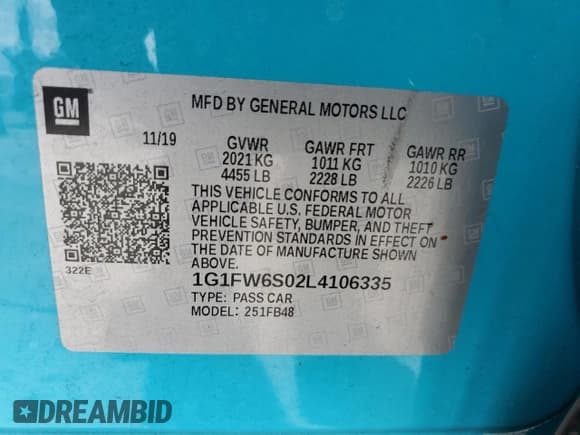 GM
MFD BY GENERAL MOTORS LLC
11/19 GVWR GAWR FRT GAWR RR
2021 KG 1011 KG 1010 KG
4455 LB 2228 LB 2226 LB
THIS VEHICLE CONFORMS TO ALL
APPLICABLE U.S. FEDERAL MOTOR
VEHICLE SAFETY, BUMPER, AND THEFT
PREVENTION STANDARDS IN EFFECT ON
THE DATE OF MANUFACTURE SHOWN
ABOVE.
322E
1G1FW6S02L4106335
TYPE: PASS CAR
MODEL: 251FB48
DREAMBID